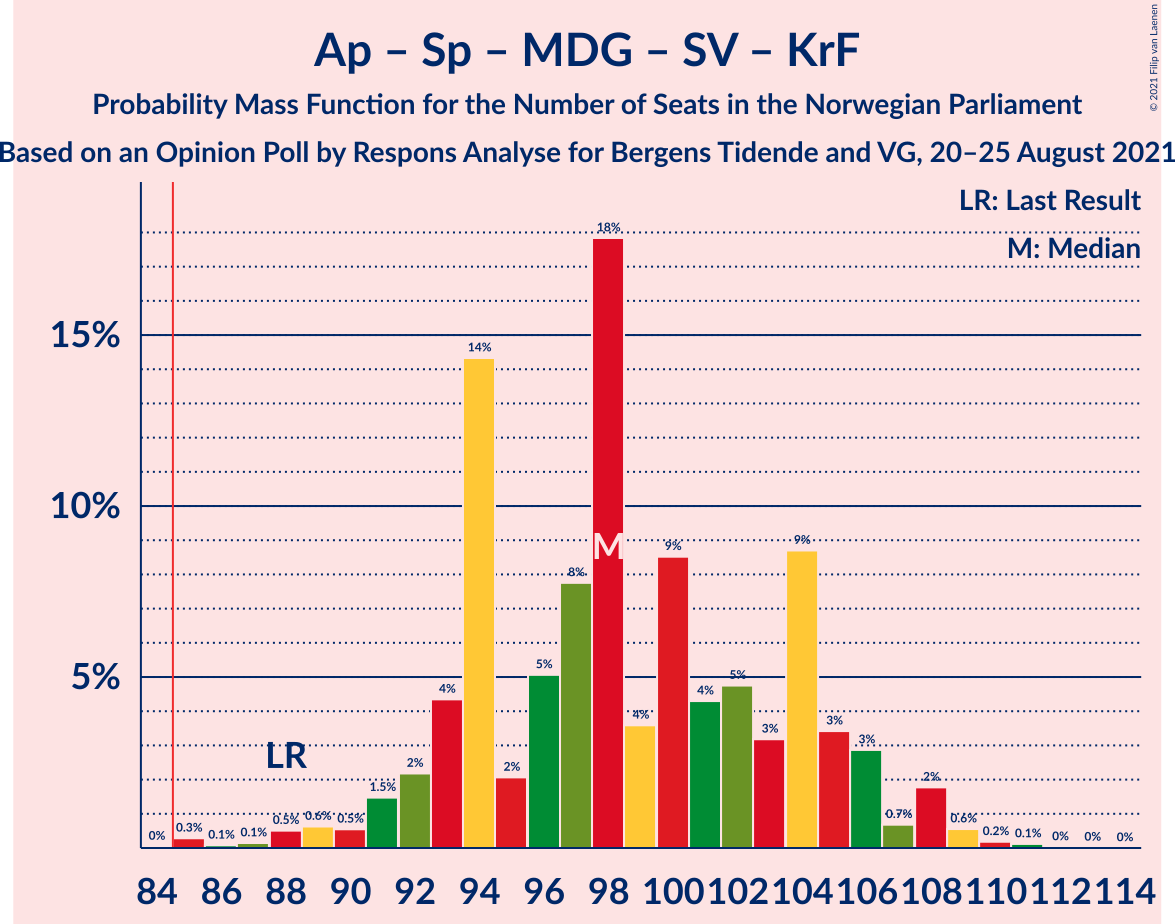 Ap – Sp – MDG – SV – KrF
© 2021 Filip van Laenen
Probability Mass Function for the Number of Seats in the Norwegian Parliament
Based on an Opinion Poll by Respons Analyse for Bergens Tidende and VG, 20–25 August 2021
LR: Last Result
M: Median
15%
10%
5%
LR
M
0% 0.3% 0.1% 0.1% 0.5% 0.6% 0.5% 1.5% 2% 4% 14% 2% 5% 8% 18% 4% 9% 4% 5% 3% 9% 3% 3% 0.7% 2% 0.6% 0.2% 0.1% 0% 0% 0%
84 86 88 90 92 94 96 98 100 102 104 106 108 110 112 114